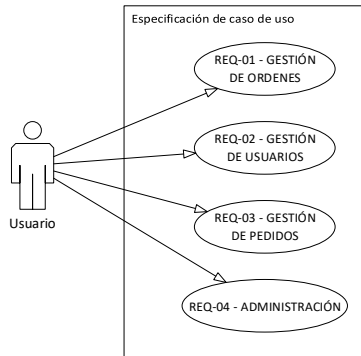 Especificación de caso de uso
REQ-01 - GESTIÓN
DE ORDENES
REQ-02 - GESTIÓN
DE USUARIOS
Usuario
REQ-03 - GESTIÓN
DE PEDIDOS
REQ-04 - ADMINISTRACIÓN